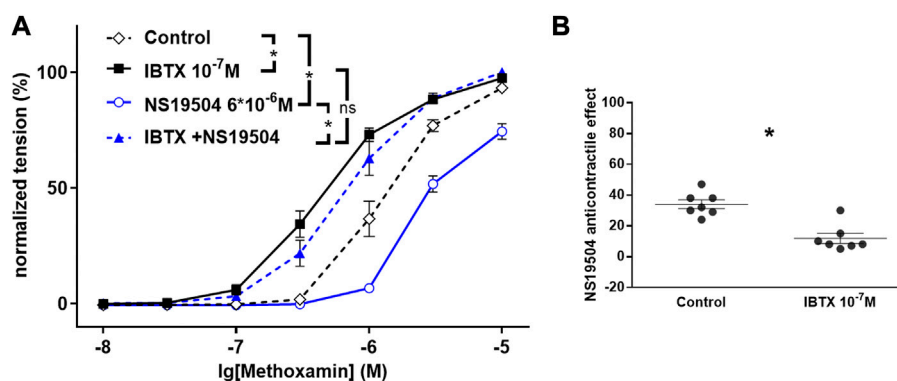 A
Control
IBTX 10⁻⁷M
NS19504 6*10⁻⁶M
IBTX +NS19504
*
*
*
ns
normalized tension (%)
100
50
0
-8
-7
-6
-5
lg[Methoxamin] (M)
B
NS19504 anticontractile effect
100
80
60
40
20
0
-20
*
Control
IBTX 10⁻⁷M